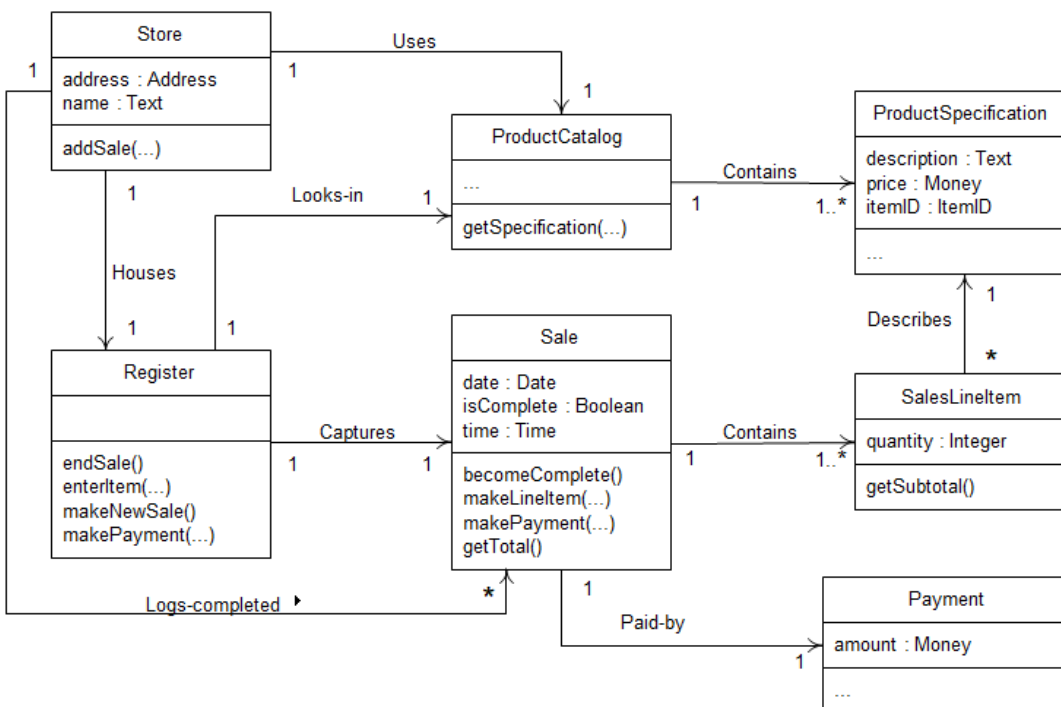 Store
address : Address
name : Text
addSale(...)
1
1
Uses
1
ProductCatalog
...
getSpecification(...)
Contains
1
1..*
ProductSpecification
description : Text
price : Money
itemID : ItemID
...
1
Houses
1
Looks-in
1
1
Register
endSale()
enterItem(...)
makeNewSale()
makePayment(...)
Captures
1
1
Sale
date : Date
isComplete : Boolean
time : Time
becomeComplete()
makeLineItem(...)
makePayment(...)
getTotal()
Contains
1
1..*
Describes
1
*
SalesLineItem
quantity : Integer
getSubtotal()
Logs-completed
*
1
Paid-by
1
Payment
amount : Money
...